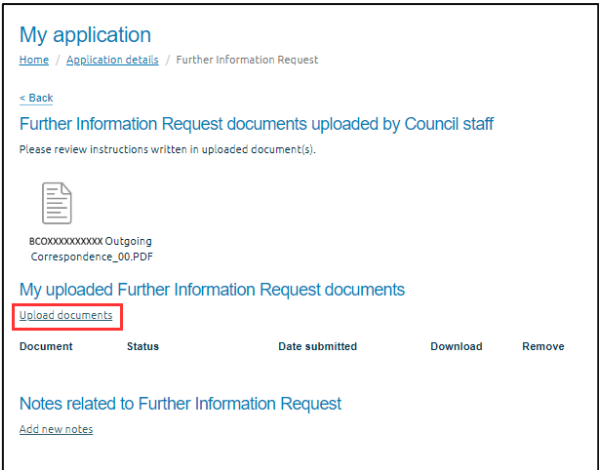 My application
Home / Application details / Further Information Request
< Back
Further Information Request documents uploaded by Council staff
Please review instructions written in uploaded document(s).
BCOXXXXXXXXXX Outgoing
Correspondence_00.PDF
My uploaded Further Information Request documents
Upload documents
Document Status Date submitted Download Remove
Notes related to Further Information Request
Add new notes